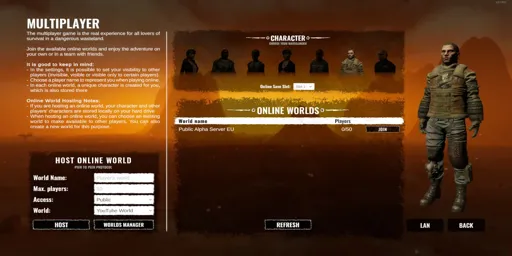 MULTIPLAYER
The multiplayer game is the real experience for all lovers of
survival in a dangerous wasteland.
Join the available online worlds and enjoy the adventure on
your own or in a team with friends.
It is good to keep in mind:
- In the settings, it is possible to set your visibility to other
players (invisible, visible or visible only to certain players).
- Choose a player name to represent you when playing online.
- In each online world, a unique character is created for you,
which is also stored there
Online World Hosting Notes:
- If you are hosting an online world, your character and other
players' characters are stored locally on your hard drive
- When hosting an online world, you can choose an existing
world to make available to other players. You can also
create a new world for this purpose.
HOST ONLINE WORLD
PEER TO PEER PROTOCOL
World Name:
Max. players:
Access:
Public
World:
YouTube World
HOST
WORLDS MANAGER
CHARACTER
Online Save Slot:
ONLINE WORLDS
World name
Players
Public Alpha Server EU
0/50
JOIN
REFRESH
LAN
BACK